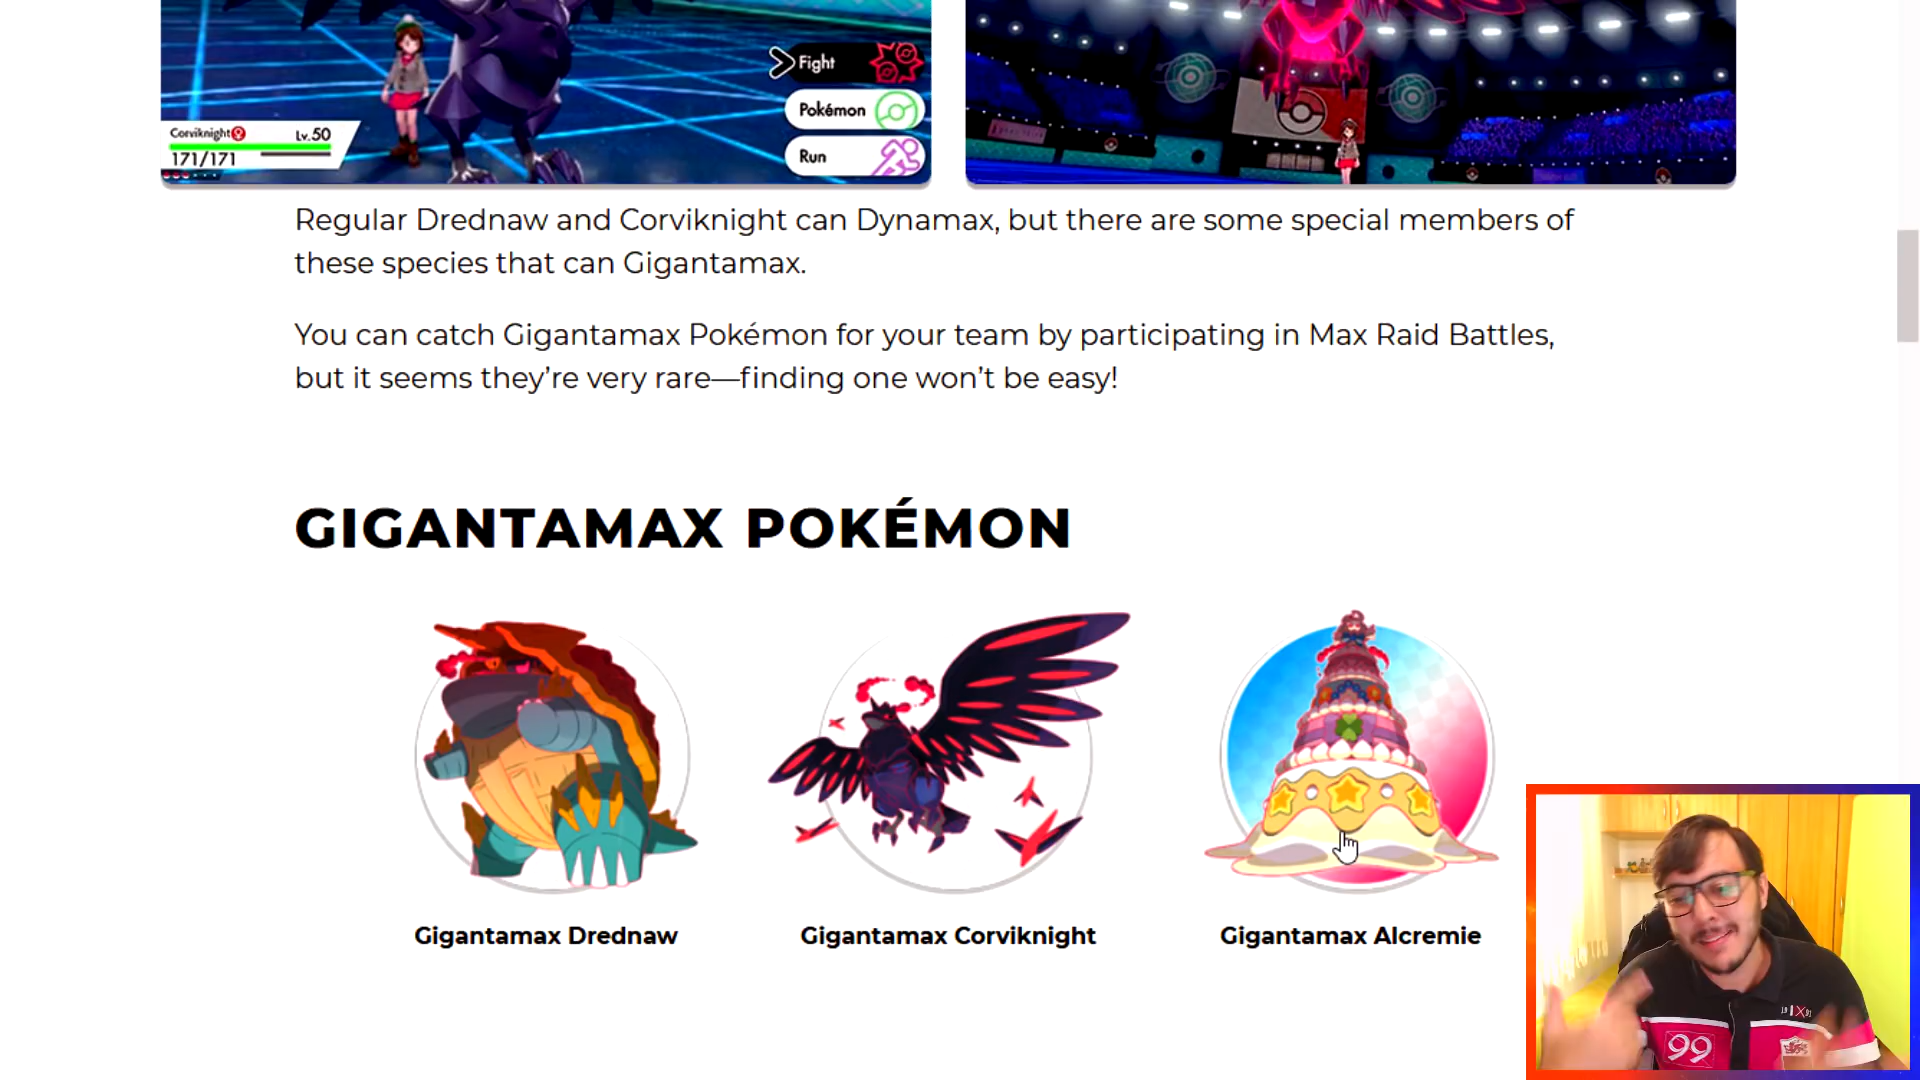 Corviknight Lv. 50
171/171
Fight
Pokémon
Run
Regular Drednaw and Corviknight can Dynamax, but there are some special members of
these species that can Gigantamax.
You can catch Gigantamax Pokémon for your team by participating in Max Raid Battles,
but it seems they’re very rare—finding one won’t be easy!
GIGANTAMAX POKÉMON
Gigantamax Drednaw
Gigantamax Corviknight
Gigantamax Alcremie
99